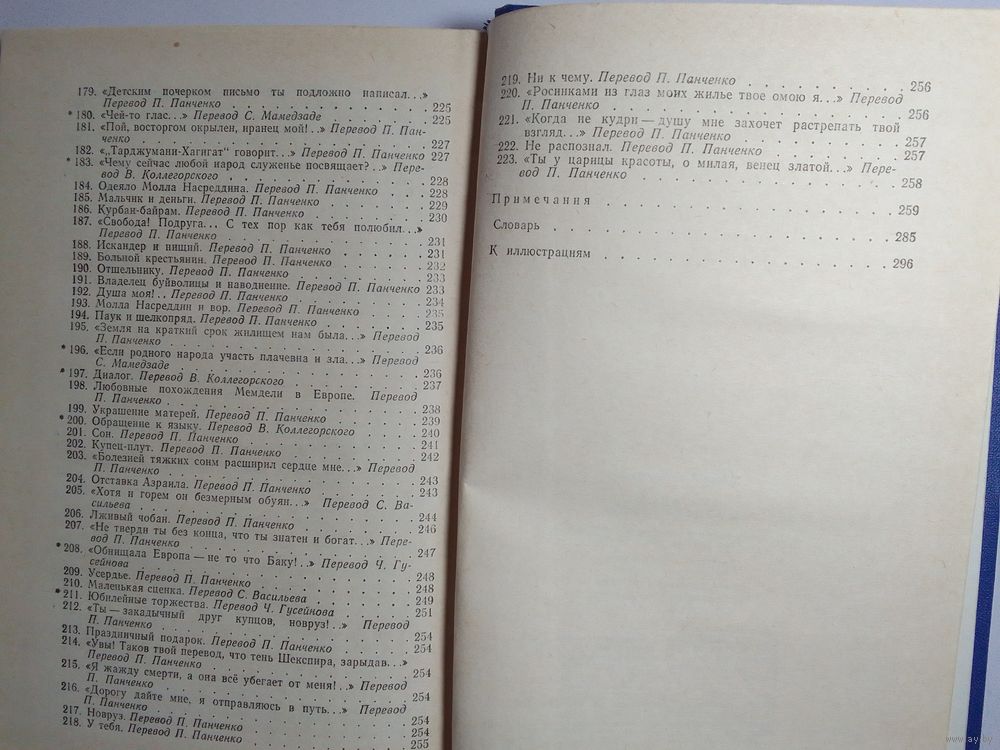 179. «Детским почерком письмо ты подложно написал...»
Перевод П. Панченко . . . . . . . . . . 225
* 180. «Чей-то глас...» Перевод С. Мамедзаде . . . . . 225
181. «Пой, восторгом окрылен, иранец мой!..» Перевод П. Пан-
ченко . . . . . . . . . . 227
182. «„Тарджумани-Хагигат“ говорит...» Перевод П. Панченко 227
* 183. «Чему сейчас любой народ служенье посвящает?..» Пере-
вод В. Коллегорского . . . . . . . . . . 228
184. Одеяло Молла Насреддина. Перевод П. Панченко . . . 228
185. Мальчик и деньги. Перевод П. Панченко . . . . . 229
186. Курбан-байрам. Перевод П. Панченко . . . . . 230
187. «Свобода! Подруга... С тех пор как тебя полюбил...»
Перевод П. Панченко . . . . . . . . . . 231
188. Искандер и нищий. Перевод П. Панченко . . . . . 231
189. Больной крестьянин. Перевод П. Панченко . . . . . 232
190. Отшельнику. Перевод П. Панченко . . . . . 233
191. Владелец буйволицы и наводнение. Перевод П. Панченко 233
192. Душа моя!.. Перевод П. Панченко . . . . . 234
193. Молла Насреддин и вор. Перевод П. Панченко . . . . 235
194. Паук и шелкопряд. Перевод П. Панченко . . . . . 235
195. «Земля на краткий срок жилищем нам была...» Перевод
П. Панченко . . . . . . . . . . 236
* 196. «Если родного народа участь плачевна и зла...» Перевод
С. Мамедзаде . . . . . . . . . . 236
* 197. Диалог. Перевод В. Коллегорского . . . . . 237
198. Любовные похождения Мемдели в Европе. Перевод
П. Панченко . . . . . . . . . . 238
199. Украшение матерей. Перевод П. Панченко . . . . . 239
* 200. Обращение к языку. Перевод В. Коллегорского . . . . 240
201. Сон. Перевод П. Панченко . . . . . 241
202. Купец-плут. Перевод П. Панченко . . . . . 242
203. «Болезней тяжких сонм расширил сердце мне...» Перевод
П. Панченко . . . . . . . . . . 243
204. Отставка Азраила. Перевод П. Панченко . . . . . 243
205. «Хотя и горем он безмерным обуян...» Перевод С. Ва-
сильева . . . . . . . . . . 244
206. Лживый чобан. Перевод П. Панченко . . . . . 246
207. «Не тверди ты без конца, что ты знатен и богат...» Пере-
вод П. Панченко . . . . . . . . . . 247
* 208. «Обнищала Европа — не то что Баку!..» Перевод Ч. Гу-
сейнова . . . . . . . . . . 248
209. Усердье. Перевод П. Панченко . . . . . 248
210. Маленькая сценка. Перевод С. Васильева . . . . . 249
* 211. Юбилейные торжества. Перевод Ч. Гусейнова . . . . . 251
212. «Ты — закадычный друг купцов, новруз!..» Перевод
П. Панченко . . . . . . . . . . 254
213. Праздничный подарок. Перевод П. Панченко . . . . . 254
214. «Увы! Таков твой перевод, что тень Шекспира, зарыдав...»
Перевод П. Панченко . . . . . . . . . . 254
215. «Я жажду смерти, а она всё убегает от меня!..» Перевод
П. Панченко . . . . . . . . . . 254
216. «Дорогу дайте мне, я отправляюсь в путь...» Перевод
П. Панченко . . . . . . . . . . 254
217. Новруз. Перевод П. Панченко . . . . . 254
218. У тебя. Перевод П. Панченко . . . . . 255
219. Ни к чему. Перевод П. Панченко . . . . . 256
220. «Росинками из глаз моих жилье твое омою я...» Перевод
П. Панченко . . . . . . . . . . 256
221. «Когда не кудри — душу мне захочет растрепать твой
взгляд...» Перевод П. Панченко . . . . . 257
222. Не распознал. Перевод П. Панченко . . . . . 257
223. «Ты у царицы красоты, о милая, венец златой...» Пере-
вод П. Панченко . . . . . . . . . . 258
Примечания . . . . . . . . . . 259
Словарь . . . . . . . . . . 285
К иллюстрациям . . . . . . . . . . 296
www.ay.by